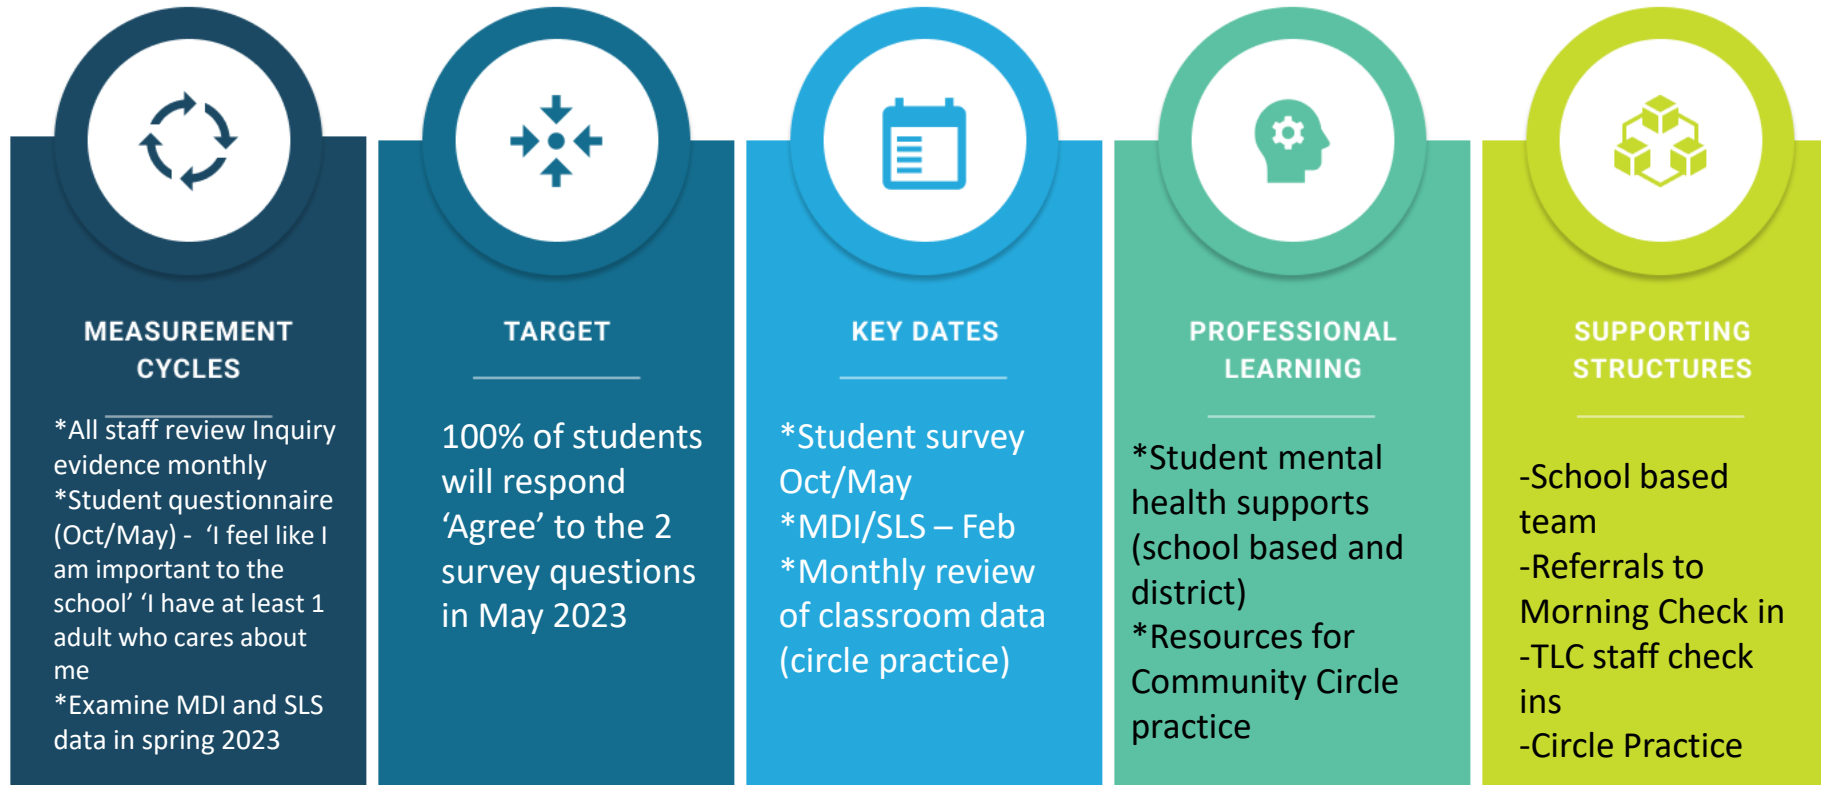 MEASUREMENT
CYCLES
*All staff review Inquiry
evidence monthly
*Student questionnaire
(Oct/May) - ‘I feel like I
am important to the
school’ ‘I have at least 1
adult who cares about
me
*Examine MDI and SLS
data in spring 2023
TARGET
100% of students
will respond
‘Agree’ to the 2
survey questions
in May 2023
KEY DATES
*Student survey
Oct/May
*MDI/SLS – Feb
*Monthly review
of classroom data
(circle practice)
PROFESSIONAL
LEARNING
*Student mental
health supports
(school based and
district)
*Resources for
Community Circle
practice
SUPPORTING
STRUCTURES
-School based
team
-Referrals to
Morning Check in
-TLC staff check
ins
-Circle Practice